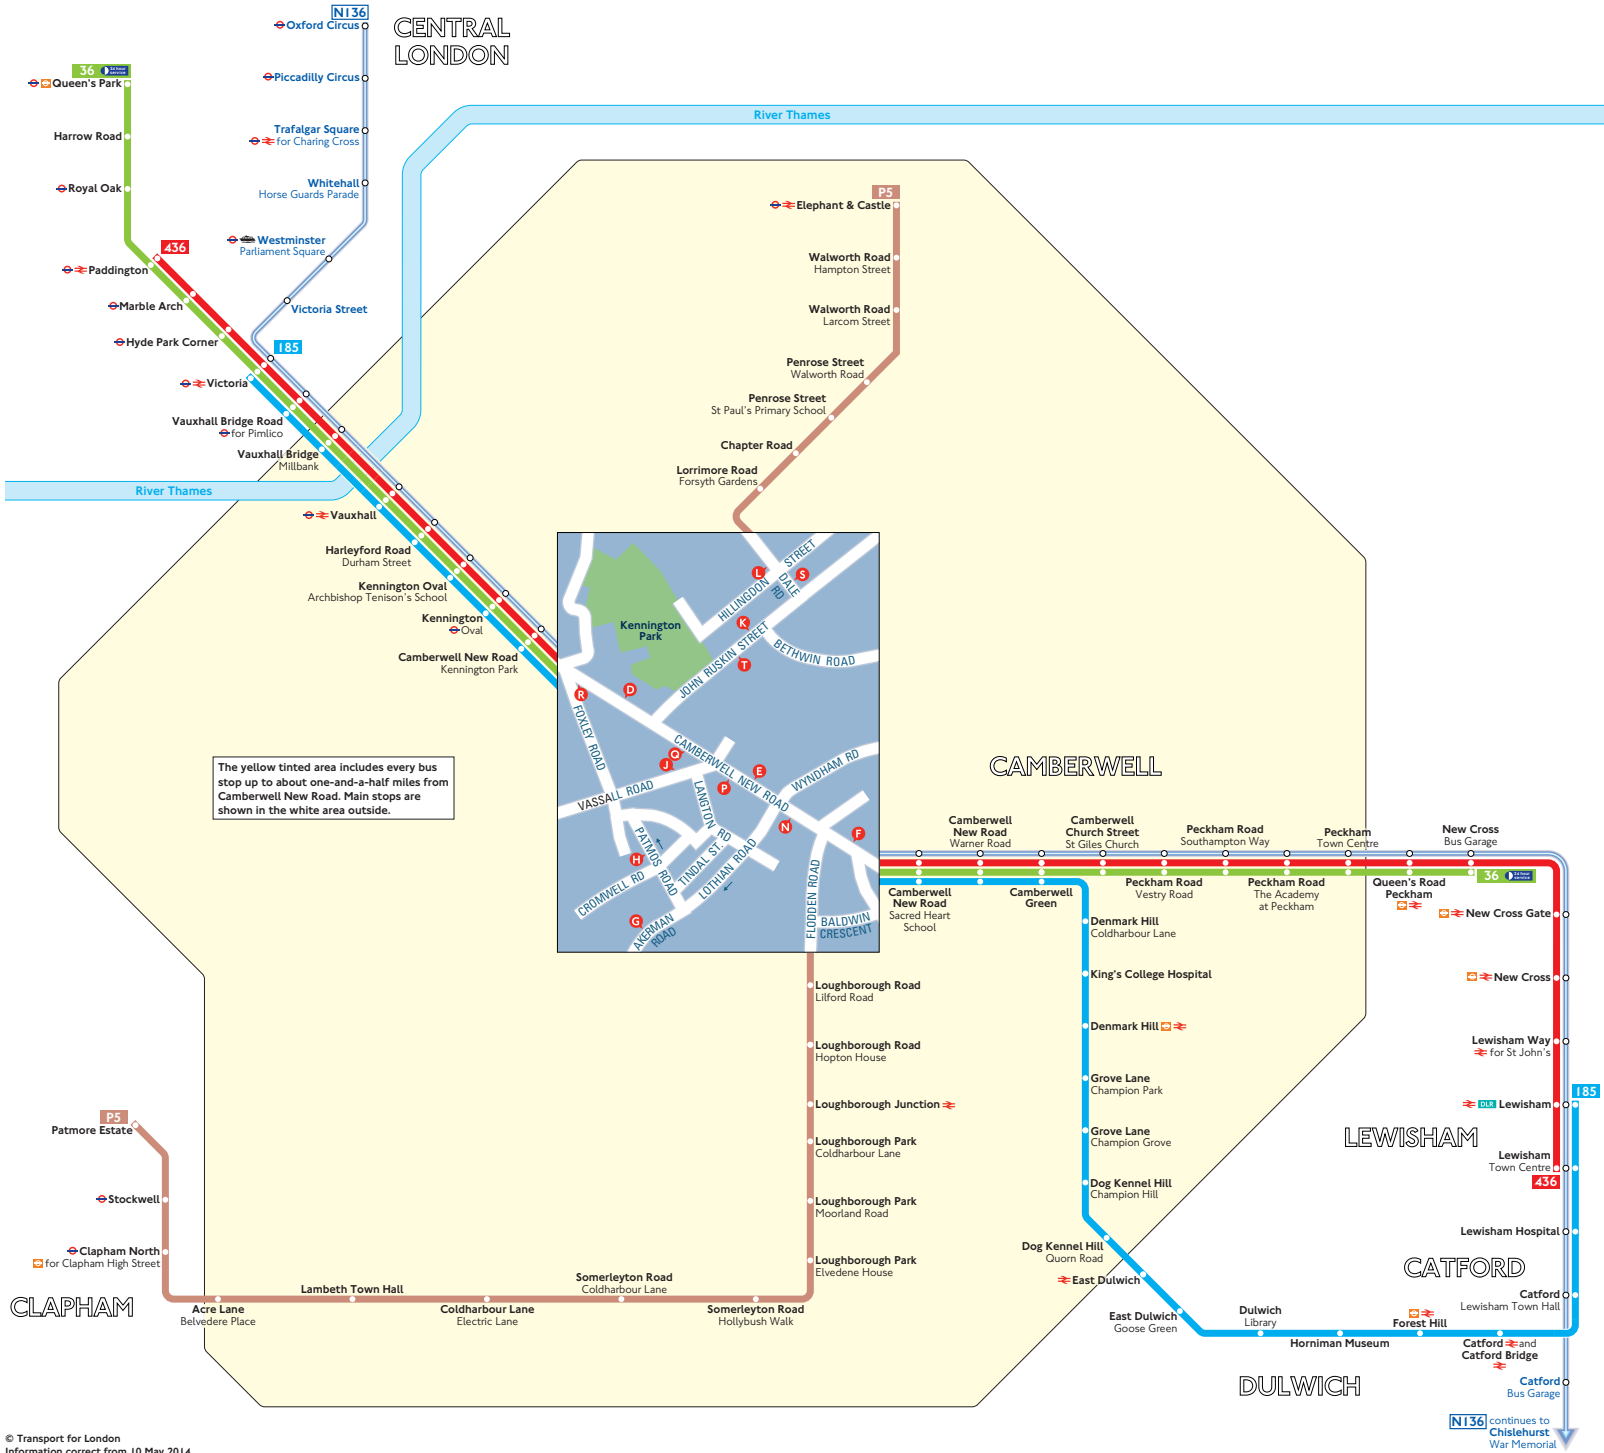 N136
Oxford Circus
CENTRAL
LONDON
36 24 hour service
Queen's Park
Piccadilly Circus
River Thames
Harrow Road
Trafalgar Square
for Charing Cross
Royal Oak
Whitehall
Horse Guards Parade
P5
Elephant & Castle
436
Westminster
Parliament Square
Paddington
Walworth Road
Hampton Street
Marble Arch
Victoria Street
Walworth Road
Larcom Street
Hyde Park Corner
185
Victoria
Penrose Street
Walworth Road
Penrose Street
St Paul's Primary School
Vauxhall Bridge Road
for Pimlico
Chapter Road
Vauxhall Bridge
Millbank
Lorrimore Road
Forsyth Gardens
River Thames
Vauxhall
Harleyford Road
Durham Street
Kennington Oval
Archbishop Tenison's School
Kennington
Oval
Camberwell New Road
Kennington Park
HILLINGDON STREET
DALE RD
L
S
K
Kennington
Park
JOHN RUSKIN STREET
BETHWIN ROAD
T
D
R
FOXLEY ROAD
Q
J
CAMBERWELL NEW ROAD
E
P
WYNDHAM RD
VASSALL ROAD
LANGTON RD
N
F
PATMOS ROAD
H
TINDAL ST.
LOTHIAN ROAD
CROMWELL RD
G
AKERMAN
ROAD
FLODDEN ROAD
BALDWIN
CRESCENT
The yellow tinted area includes every bus
stop up to about one-and-a-half miles from
Camberwell New Road. Main stops are
shown in the white area outside.
CAMBERWELL
Camberwell
New Road
Warner Road
Camberwell
Church Street
St Giles Church
Peckham Road
Southampton Way
Peckham
Town Centre
New Cross
Bus Garage
Camberwell
New Road
Sacred Heart
School
Camberwell
Green
Peckham Road
Vestry Road
Peckham Road
The Academy
at Peckham
Queen's Road
Peckham
36 24 hour service
New Cross Gate
Denmark Hill
Coldharbour Lane
King's College Hospital
New Cross
Loughborough Road
Lilford Road
Denmark Hill
Loughborough Road
Hopton House
Lewisham Way
for St John's
Grove Lane
Champion Park
185
Loughborough Junction
DLR Lewisham
P5
Patmore Estate
Grove Lane
Champion Grove
LEWISHAM
Loughborough Park
Coldharbour Lane
Lewisham
Town Centre
436
Stockwell
Dog Kennel Hill
Champion Hill
Loughborough Park
Moorland Road
Lewisham Hospital
Clapham North
for Clapham High Street
Dog Kennel Hill
Quorn Road
Loughborough Park
Elvedene House
CATFORD
East Dulwich
Catford
Lewisham Town Hall
CLAPHAM
Acre Lane
Belvedere Place
Lambeth Town Hall
Coldharbour Lane
Electric Lane
Somerleyton Road
Coldharbour Lane
Somerleyton Road
Hollybush Walk
East Dulwich
Goose Green
Dulwich
Library
Horniman Museum
Forest Hill
Catford and
Catford Bridge
DULWICH
Catford
Bus Garage
N136 continues to
Chislehurst
War Memorial
© Transport for London
Information correct from 10 May 2014